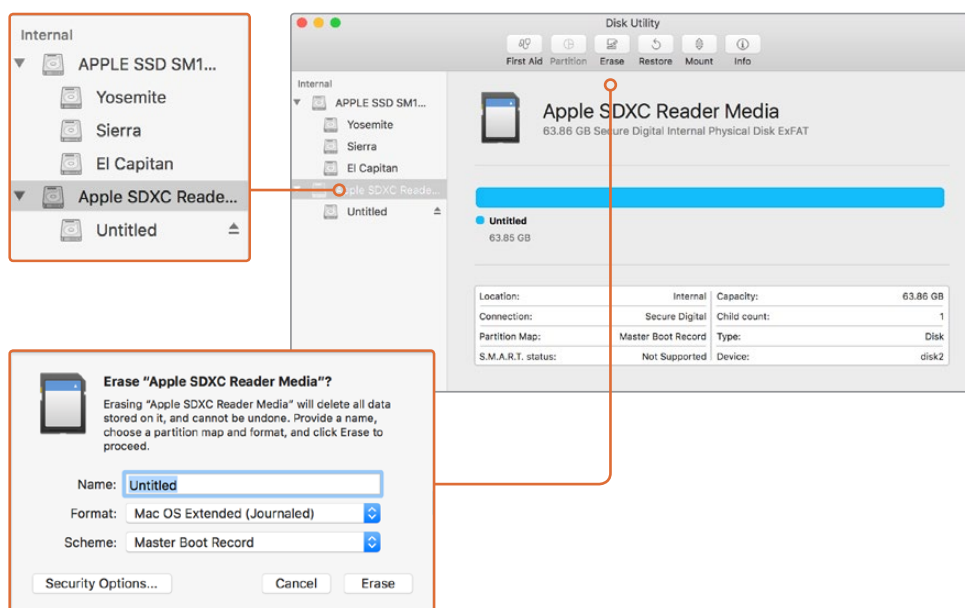 Internal
APPLE SSD SM1...
Yosemite
Sierra
El Capitan
Apple SDXC Reade...
Untitled
Disk Utility
First Aid Partition Erase Restore Mount Info
Internal
APPLE SSD SM1...
Yosemite
Sierra
El Capitan
ple SDXC Reade...
Untitled
Apple SDXC Reader Media
63.86 GB Secure Digital Internal Physical Disk ExFAT
Untitled
63.85 GB
Location: Internal Capacity: 63.86 GB
Connection: Secure Digital Child count: 1
Partition Map: Master Boot Record Type: Disk
S.M.A.R.T. status: Not Supported Device: disk2
Erase “Apple SDXC Reader Media”?
Erasing “Apple SDXC Reader Media” will delete all data
stored on it, and cannot be undone. Provide a name,
choose a partition map and format, and click Erase to
proceed.
Name: Untitled
Format: Mac OS Extended (Journaled)
Scheme: Master Boot Record
Security Options... Cancel Erase